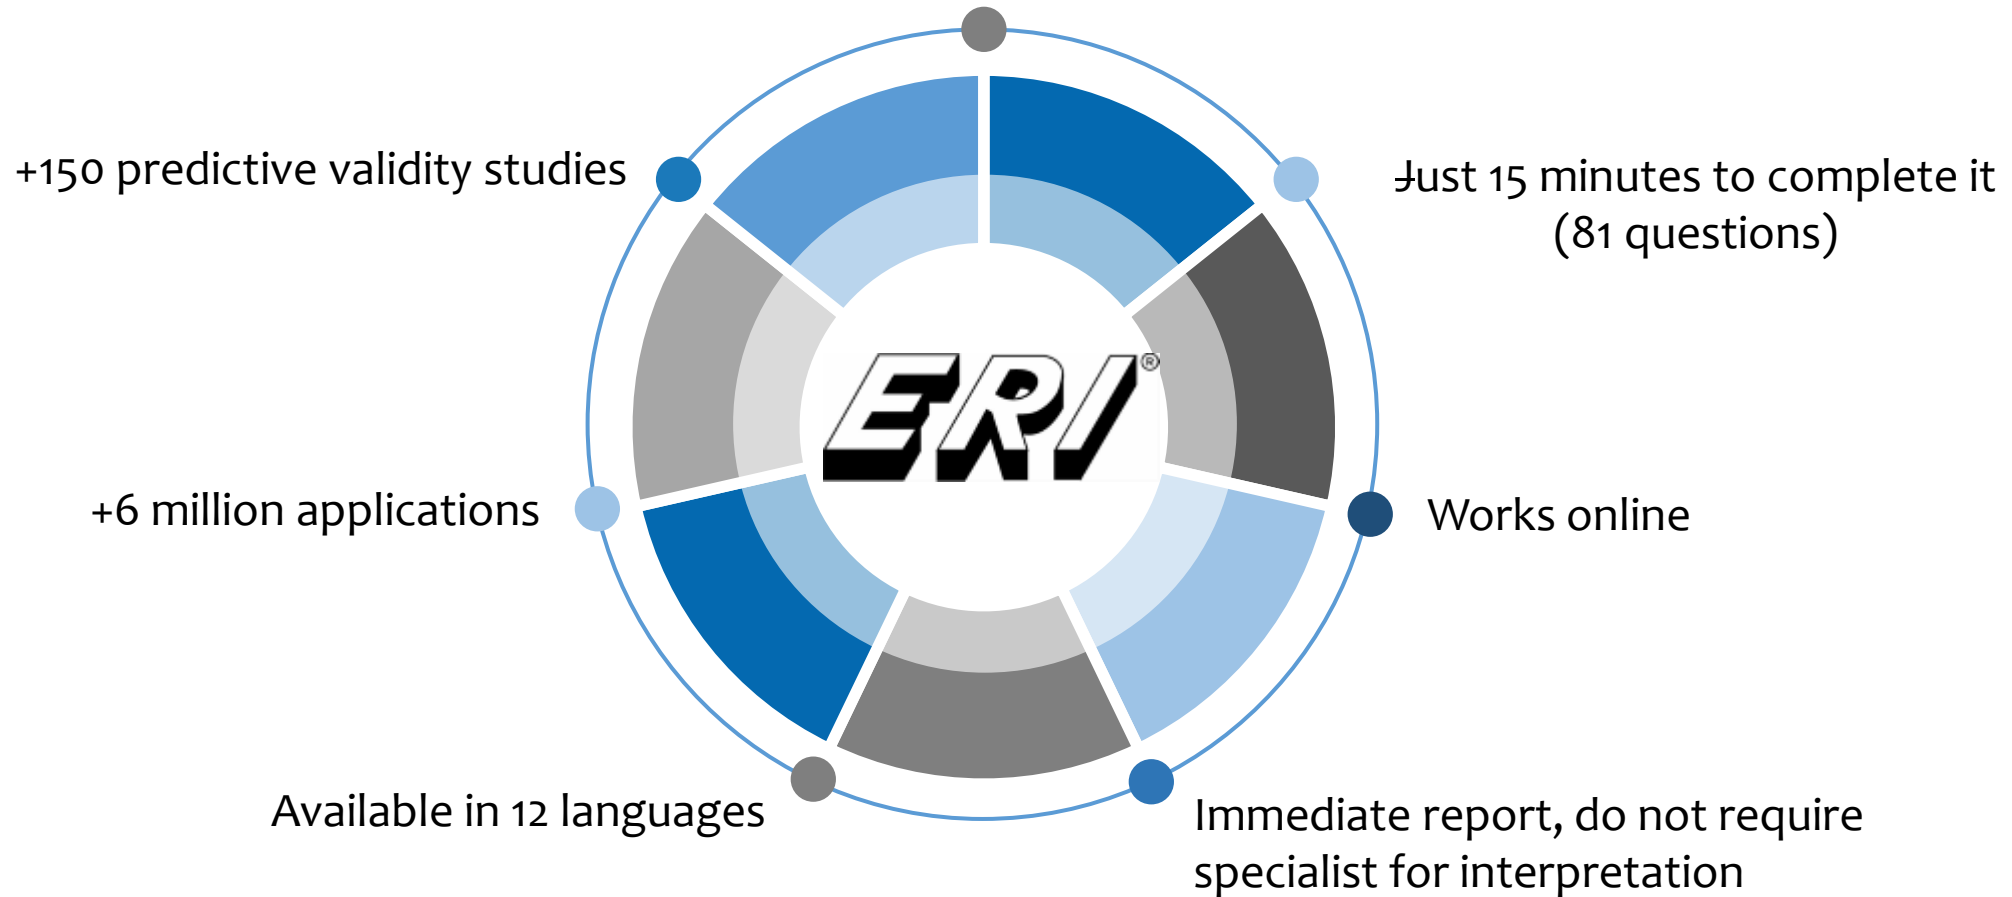 +150 predictive validity studies
Just 15 minutes to complete it
(81 questions)
ERI®
+6 million applications
Works online
Available in 12 languages
Immediate report, do not require
specialist for interpretation